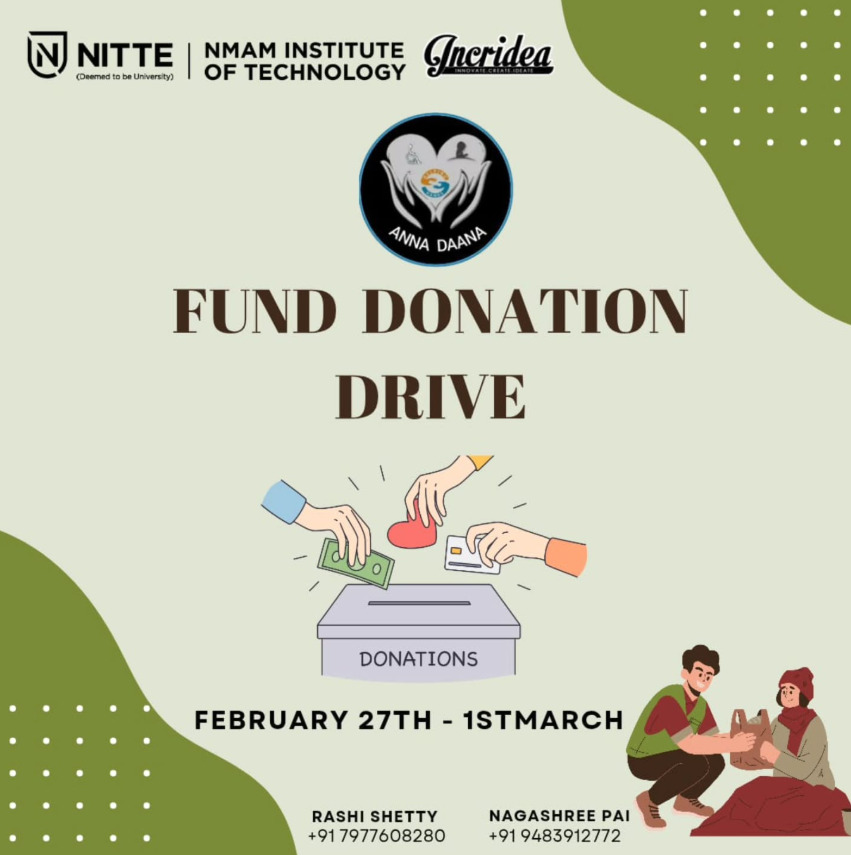 NITTE
(Deemed to be University)
NMAM INSTITUTE
OF TECHNOLOGY
Incridea
INNOVATE.CREATE.IDEATE
ANNA DAANA
FUND DONATION
DRIVE
DONATIONS
FEBRUARY 27TH - 1STMARCH
RASHI SHETTY
+91 7977608280
NAGASHREE PAI
+91 9483912772